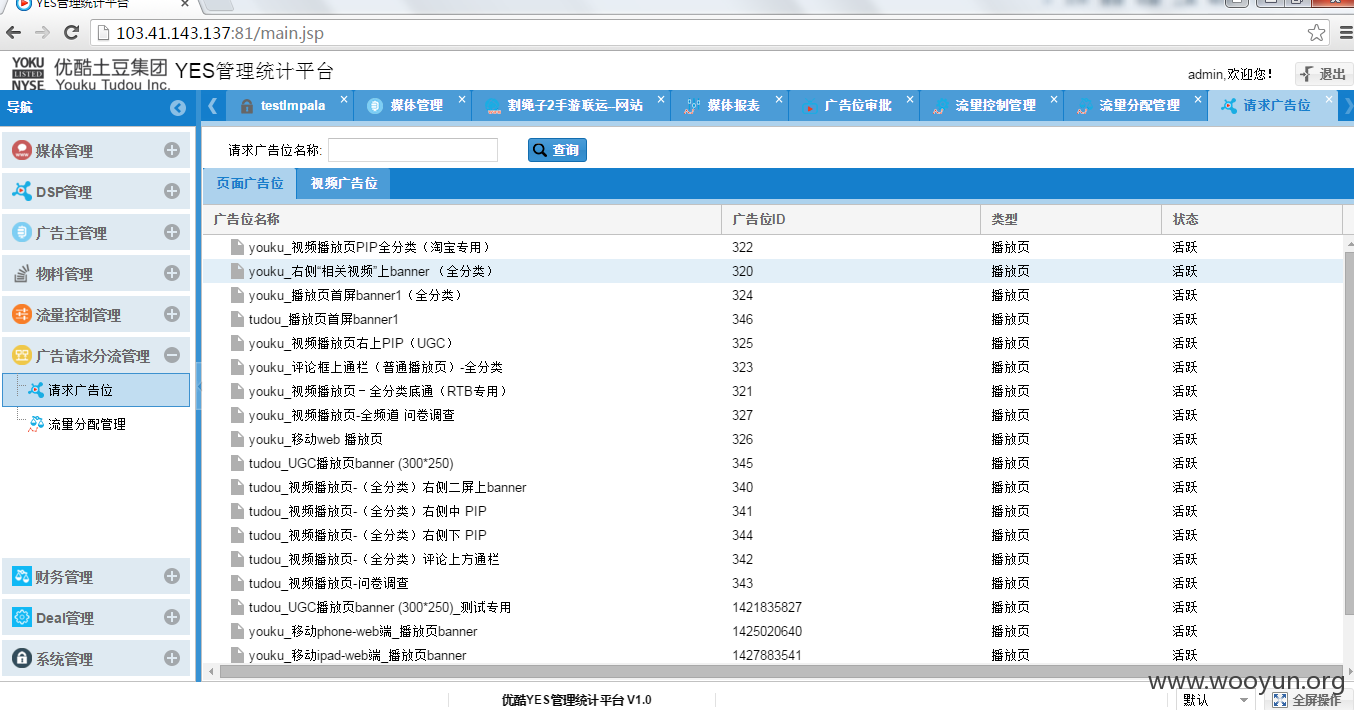 YES管理统计平台
103.41.143.137:81/main.jsp
YOKU LISTED NYSE 优酷土豆集团 Youku Tudou Inc. YES管理统计平台
admin,欢迎您! 退出
导航
testImpala 媒体管理 割绳子2手游联运–网站 媒体报表 广告位审批 流量控制管理 流量分配管理 请求广告位
媒体管理
DSP管理
广告主管理
物料管理
流量控制管理
广告请求分流管理
请求广告位
流量分配管理
财务管理
Deal管理
系统管理
请求广告位名称: 查询
页面广告位 视频广告位
广告位名称 广告位ID 类型 状态
youku_视频播放页PIP全分类（淘宝专用） 322 播放页 活跃
youku_右侧“相关视频”上banner （全分类） 320 播放页 活跃
youku_播放页首屏banner1（全分类） 324 播放页 活跃
tudou_播放页首屏banner1 346 播放页 活跃
youku_视频播放页右上PIP（UGC） 325 播放页 活跃
youku_评论框上通栏（普通播放页）-全分类 323 播放页 活跃
youku_视频播放页－全分类底通（RTB专用） 321 播放页 活跃
youku_视频播放页-全频道 问卷调查 327 播放页 活跃
youku_移动web 播放页 326 播放页 活跃
tudou_UGC播放页banner (300*250) 345 播放页 活跃
tudou_视频播放页-（全分类）右侧二屏上banner 340 播放页 活跃
tudou_视频播放页-（全分类）右侧中 PIP 341 播放页 活跃
tudou_视频播放页-（全分类）右侧下 PIP 344 播放页 活跃
tudou_视频播放页-（全分类）评论上方通栏 342 播放页 活跃
tudou_视频播放页-问卷调查 343 播放页 活跃
tudou_UGC播放页banner (300*250)_测试专用 1421835827 播放页 活跃
youku_移动phone-web端_播放页banner 1425020640 播放页 活跃
youku_移动ipad-web端_播放页banner 1427883541 播放页 活跃
www.wooyun.org
优酷YES管理统计平台 V1.0
默认 全屏操作